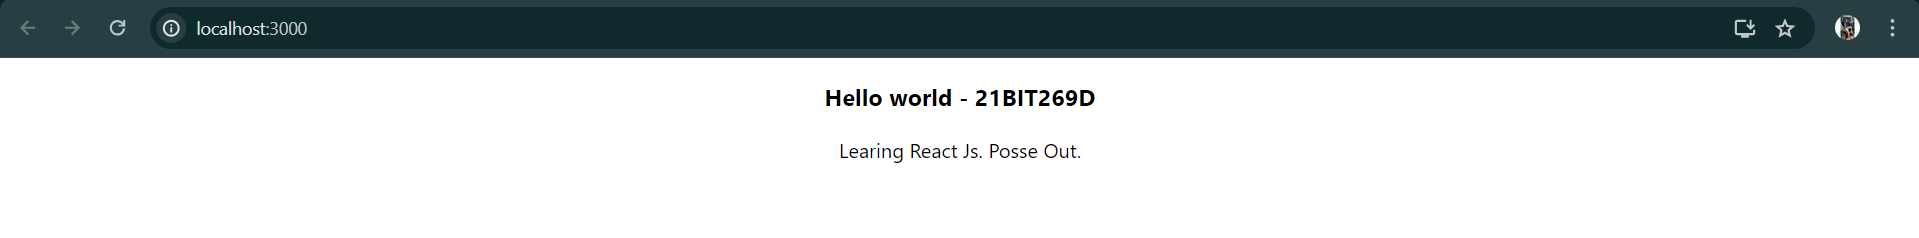 localhost:3000
Hello world - 21BIT269D
Learing React Js. Posse Out.